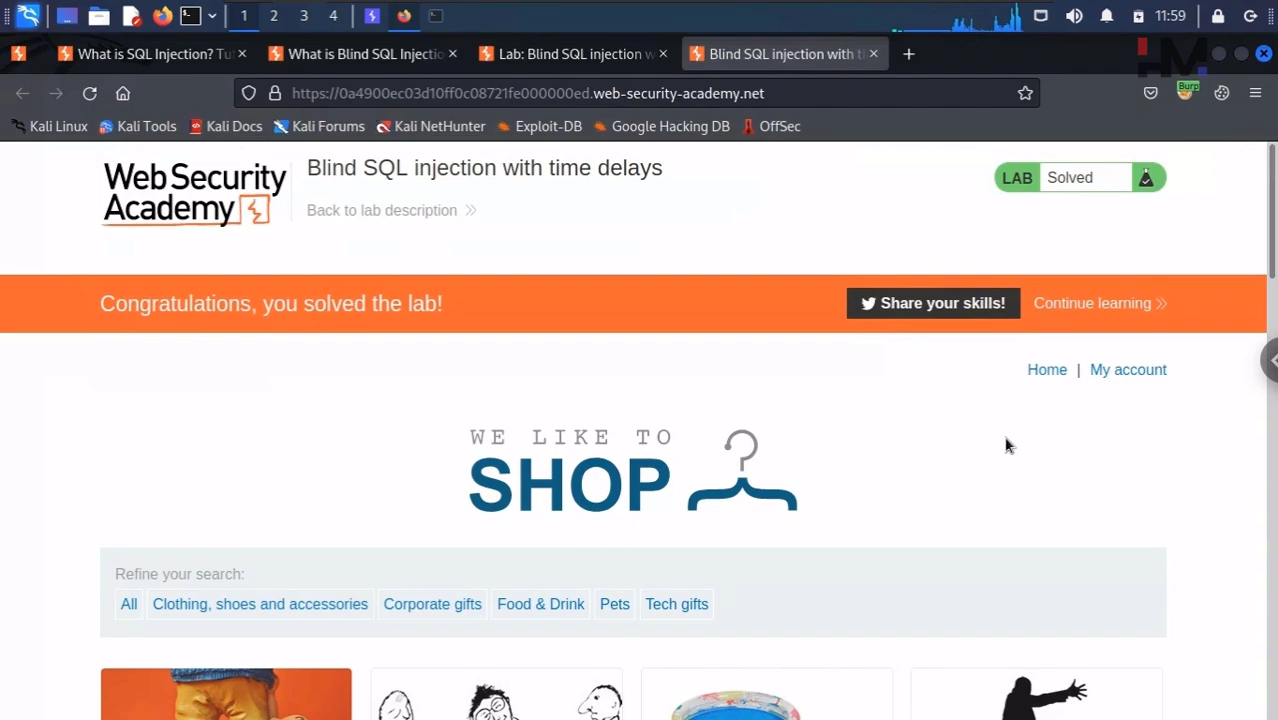 1 2 3 4 11:59
What is SQL Injection? Tut
What is Blind SQL Injectio
Lab: Blind SQL injection w
Blind SQL injection with ti
HM
https://0a4900ec03d10ff0c08721fe000000ed.web-security-academy.net
Burp
Kali Linux Kali Tools Kali Docs Kali Forums Kali NetHunter Exploit-DB Google Hacking DB OffSec
Web Security
Academy
Blind SQL injection with time delays
Back to lab description
LAB Solved
Congratulations, you solved the lab!
Share your skills! Continue learning
Home | My account
WE LIKE TO
SHOP
Refine your search:
All Clothing, shoes and accessories Corporate gifts Food & Drink Pets Tech gifts